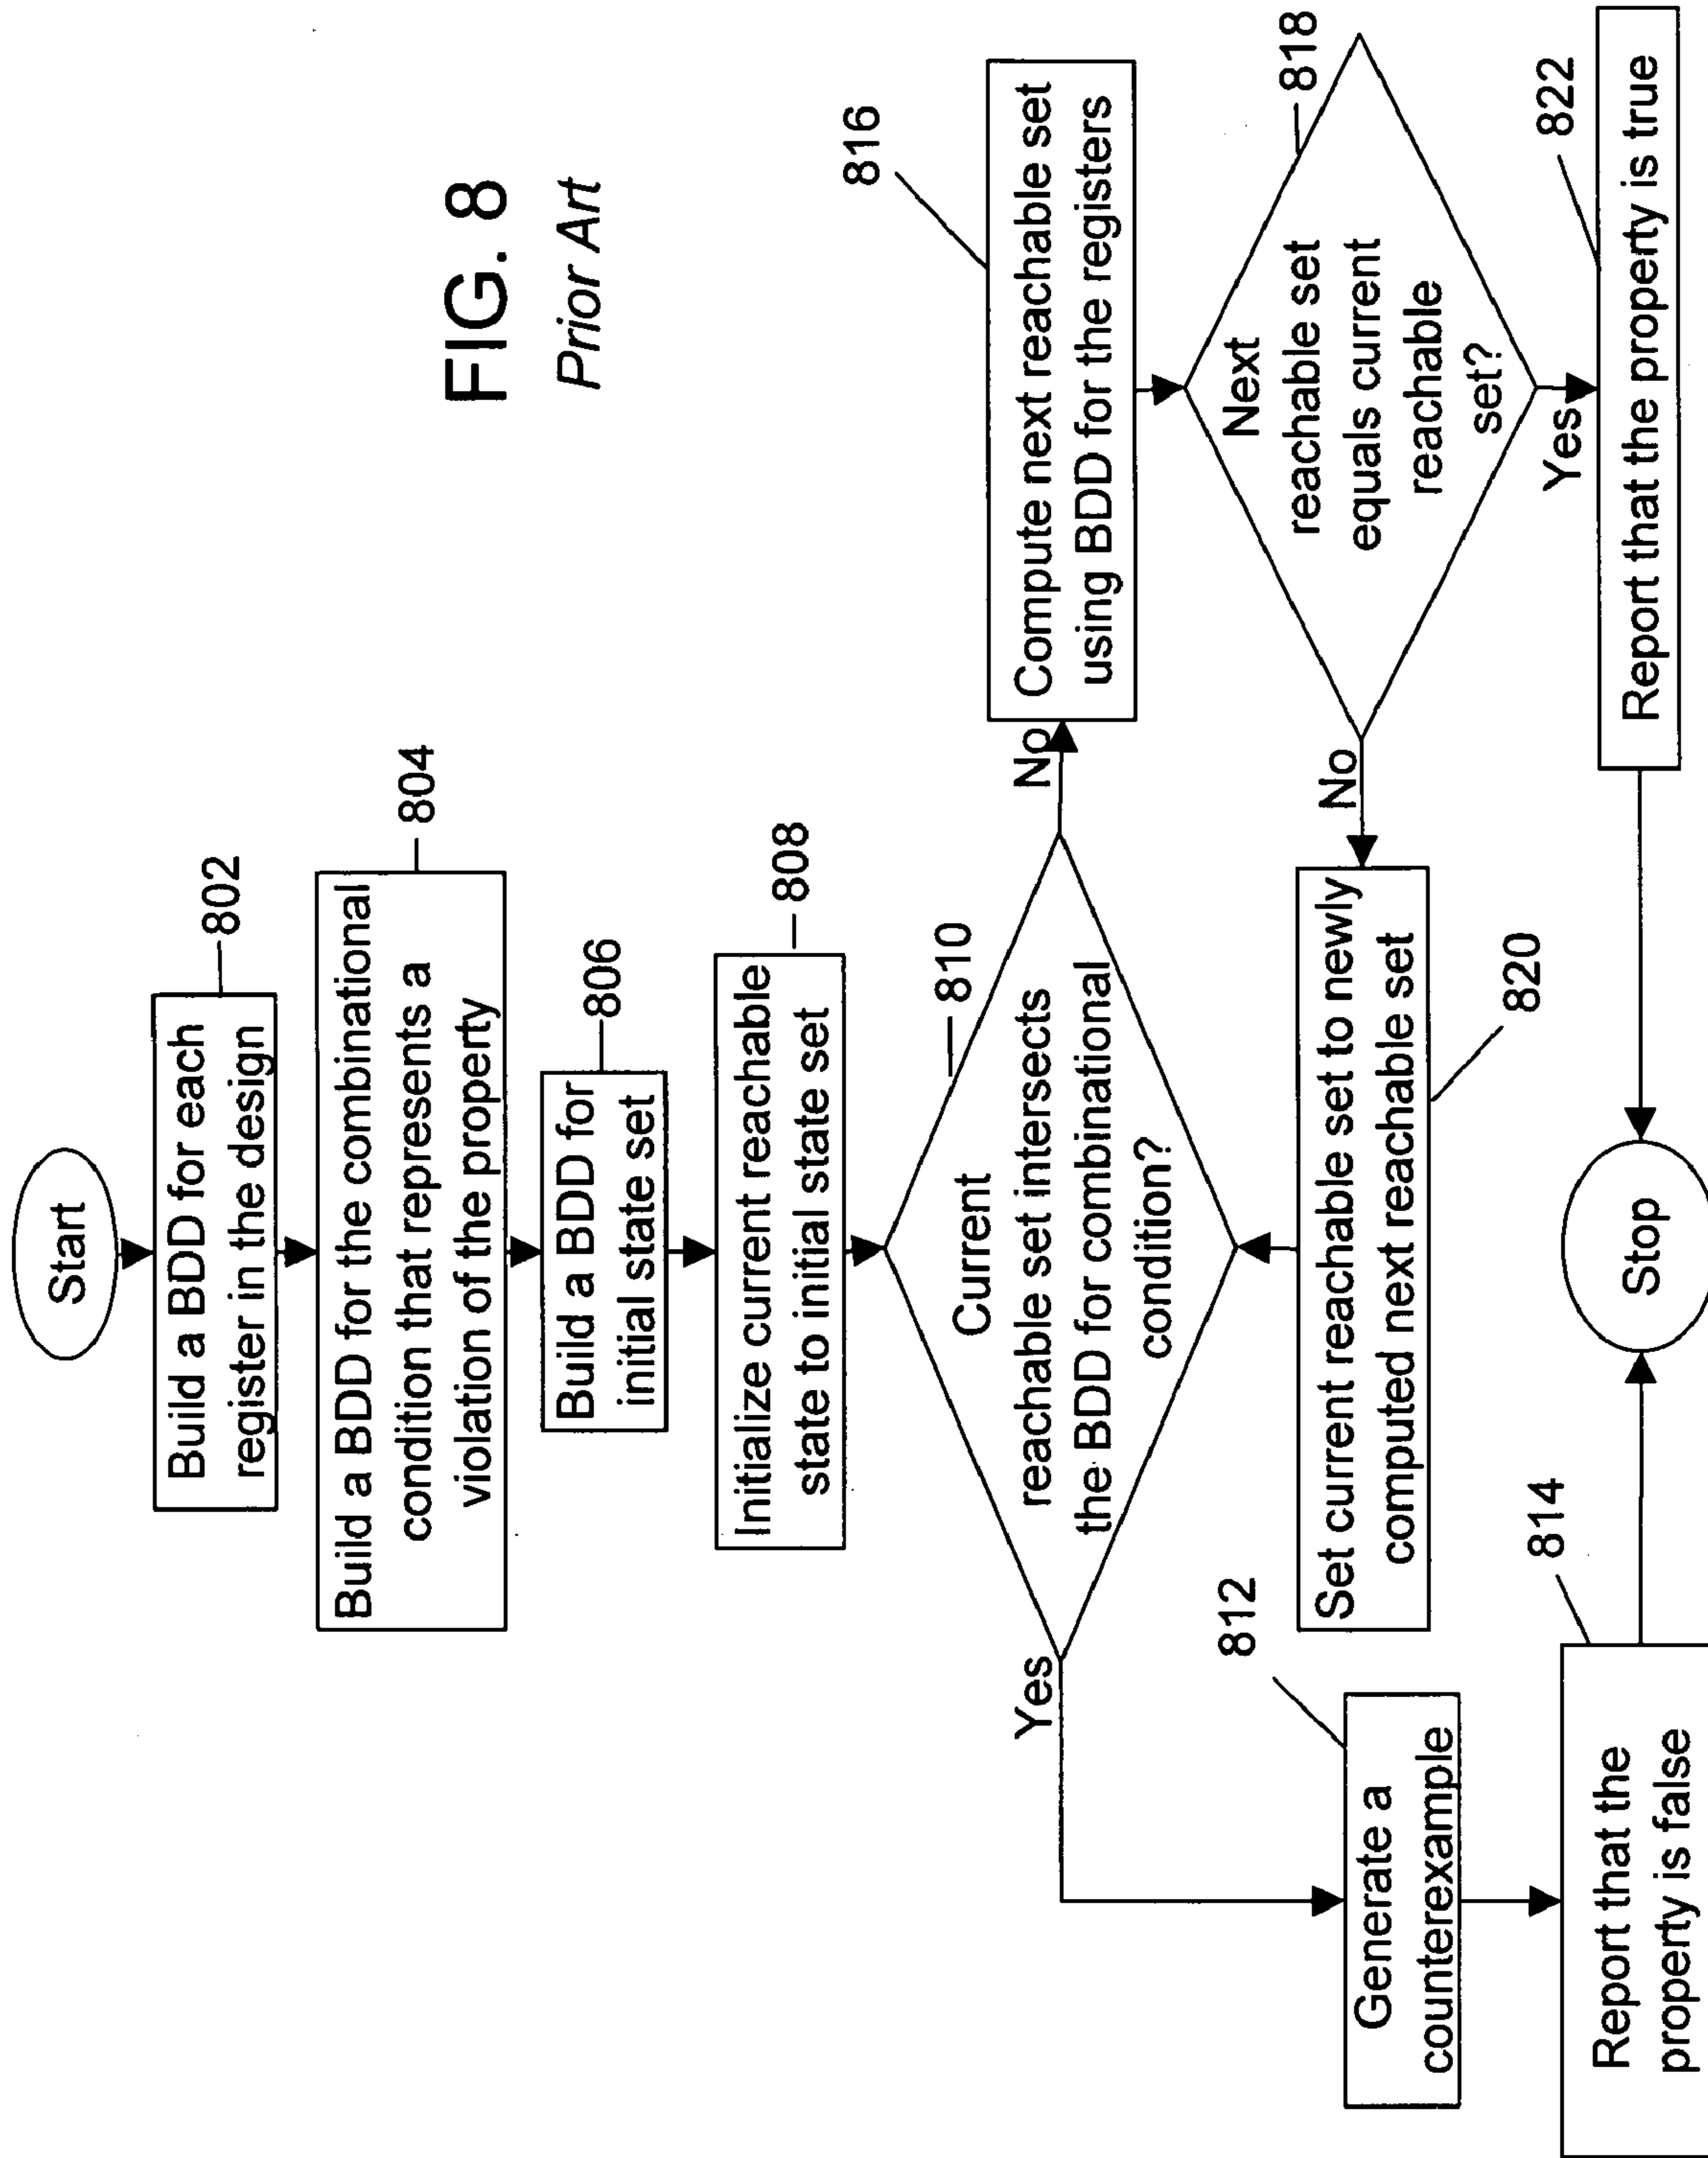 FIG. 8
Prior Art
Start
Build a BDD for each
register in the design
802
Build a BDD for the combinational
condition that represents a
violation of the property
804
Build a BDD for
initial state set
806
Initialize current reachable
state to initial state set
808
Current
reachable set intersects
the BDD for combinational
condition?
810
Yes
No
Generate a
counterexample
812
Report that the
property is false
814
Compute next reachable set
using BDD for the registers
816
Next
reachable set
equals current
reachable
set?
818
No
Yes
Set current reachable set to newly
computed next reachable set
820
Report that the property is true
822
Stop